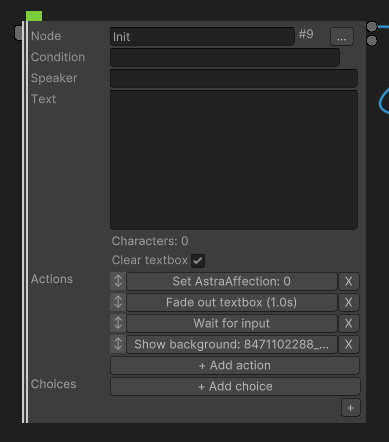 Node Init #9 ...
Condition
Speaker
Text
Characters: 0
Clear textbox
Actions Set AstraAffection: 0 X
Fade out textbox (1.0s) X
Wait for input X
Show background: 8471102288_... X
+ Add action
Choices + Add choice
+